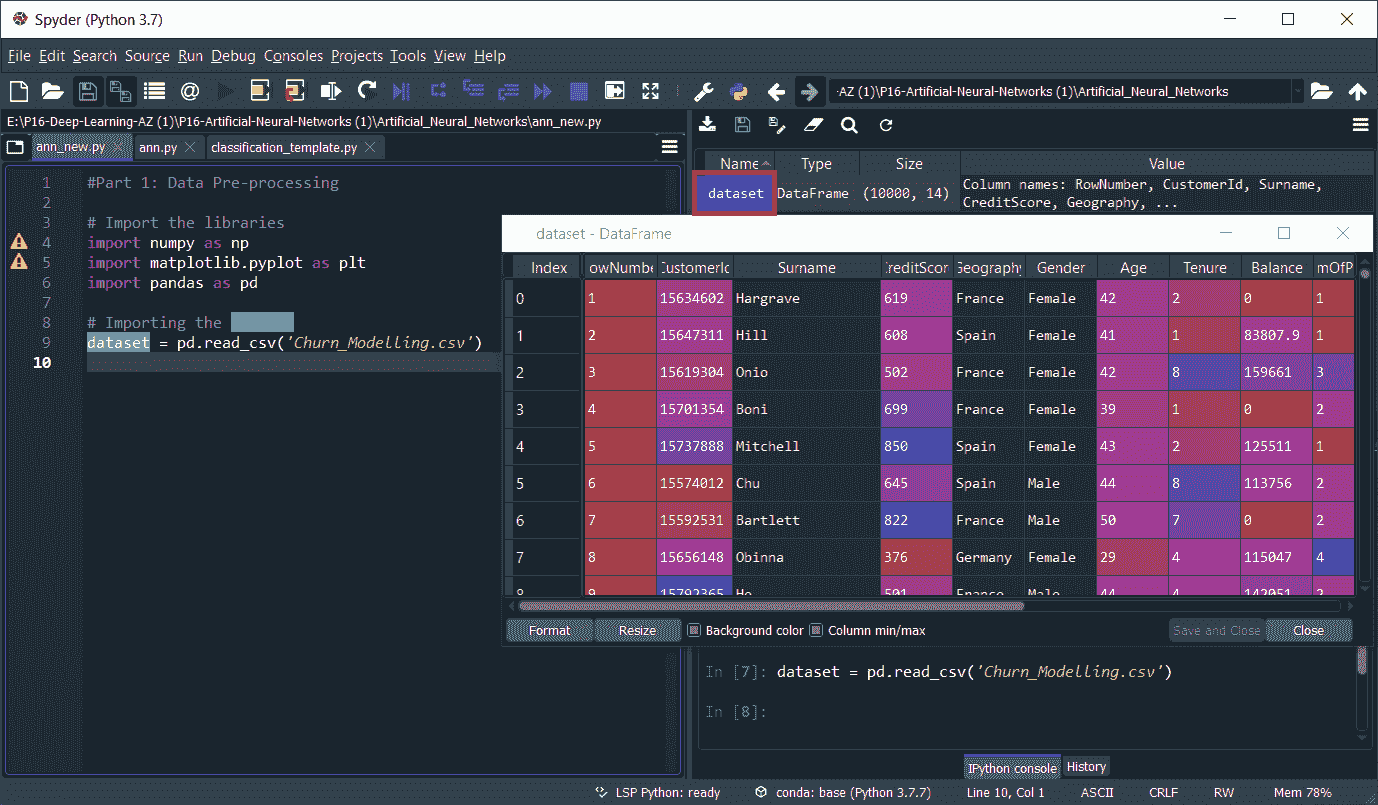 Spyder (Python 3.7)
File Edit Search Source Run Debug Consoles Projects Tools View Help
AZ (1)\P16-Artificial-Neural-Networks (1)\Artificial_Neural_Networks
E:\P16-Deep-Learning-AZ (1)\P16-Artificial-Neural-Networks (1)\Artificial_Neural_Networks\ann_new.py
ann_new.py ann.py classification_template.py
1 #Part 1: Data Pre-processing
2
3 # Import the libraries
4 import numpy as np
5 import matplotlib.pyplot as plt
6 import pandas as pd
7
8 # Importing the
9 dataset = pd.read_csv('Churn_Modelling.csv')
10
Name Type Size Value
dataset DataFrame (10000, 14) Column names: RowNumber, CustomerId, Surname,
CreditScore, Geography, ...
dataset - DataFrame
Index owNumbe CustomerId Surname CreditScor Geography Gender Age Tenure Balance mOfP
0 1 15634602 Hargrave 619 France Female 42 2 0 1
1 2 15647311 Hill 608 Spain Female 41 1 83807.9 1
2 3 15619304 Onio 502 France Female 42 8 159661 3
3 4 15701354 Boni 699 France Female 39 1 0 2
4 5 15737888 Mitchell 850 Spain Female 43 2 125511 1
5 6 15574012 Chu 645 Spain Male 44 8 113756 2
6 7 15592531 Bartlett 822 France Male 50 7 0 2
7 8 15656148 Obinna 376 Germany Female 29 4 115047 4
8 9 15792365 He 501 France Male 44 4 142051 2
Format Resize Background color Column min/max Save and Close Close
In [7]: dataset = pd.read_csv('Churn_Modelling.csv')
In [8]:
IPython console History
LSP Python: ready conda: base (Python 3.7.7) Line 10, Col 1 ASCII CRLF RW Mem 78%